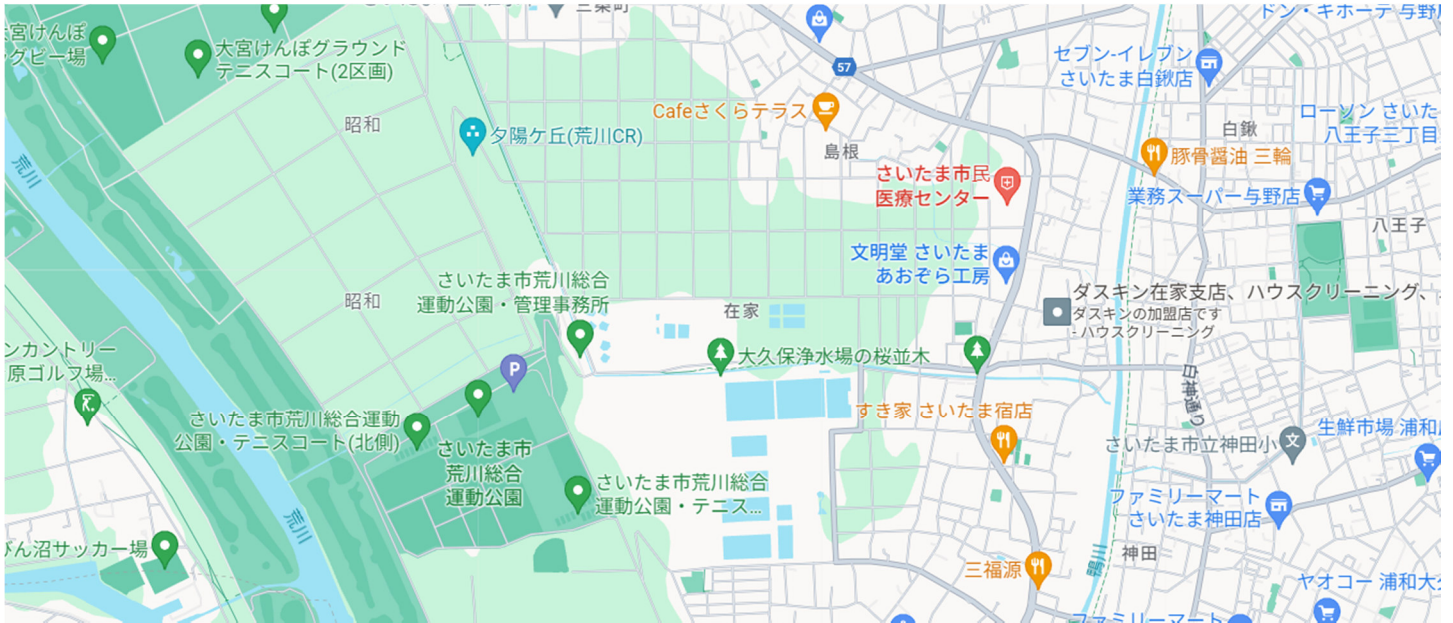 大宮けんぽ
グビー場
大宮けんぽグラウンド
テニスコート(2区画)
三条町
57
ドン・キホーテ 与野
セブン-イレブン
さいたま白鍬店
Cafeさくらテラス
昭和
夕陽ケ丘(荒川CR)
島根
白鍬
ローソン さいた
八王子三丁目
豚骨醤油 三輪
荒川
さいたま市民
医療センター
業務スーパー与野店
八王子
文明堂 さいたま
あおぞら工房
さいたま市荒川総合
運動公園・管理事務所
昭和
在家
ダスキン在家支店、ハウスクリーニング、
ダスキンの加盟店です
- ハウスクリーニング
ンカントリー
原ゴルフ場...
P
大久保浄水場の桜並木
白神通り
さいたま市荒川総合運動
公園・テニスコート(北側)
すき家 さいたま宿店
さいたま市
荒川総合
運動公園
さいたま市立神田小
文
生鮮市場 浦和
さいたま市荒川総合
運動公園・テニス...
ファミリーマート
さいたま神田店
荒川
びん沼サッカー場
三福源
鴨川
神田
ヤオコー 浦和大
ファミリーマート